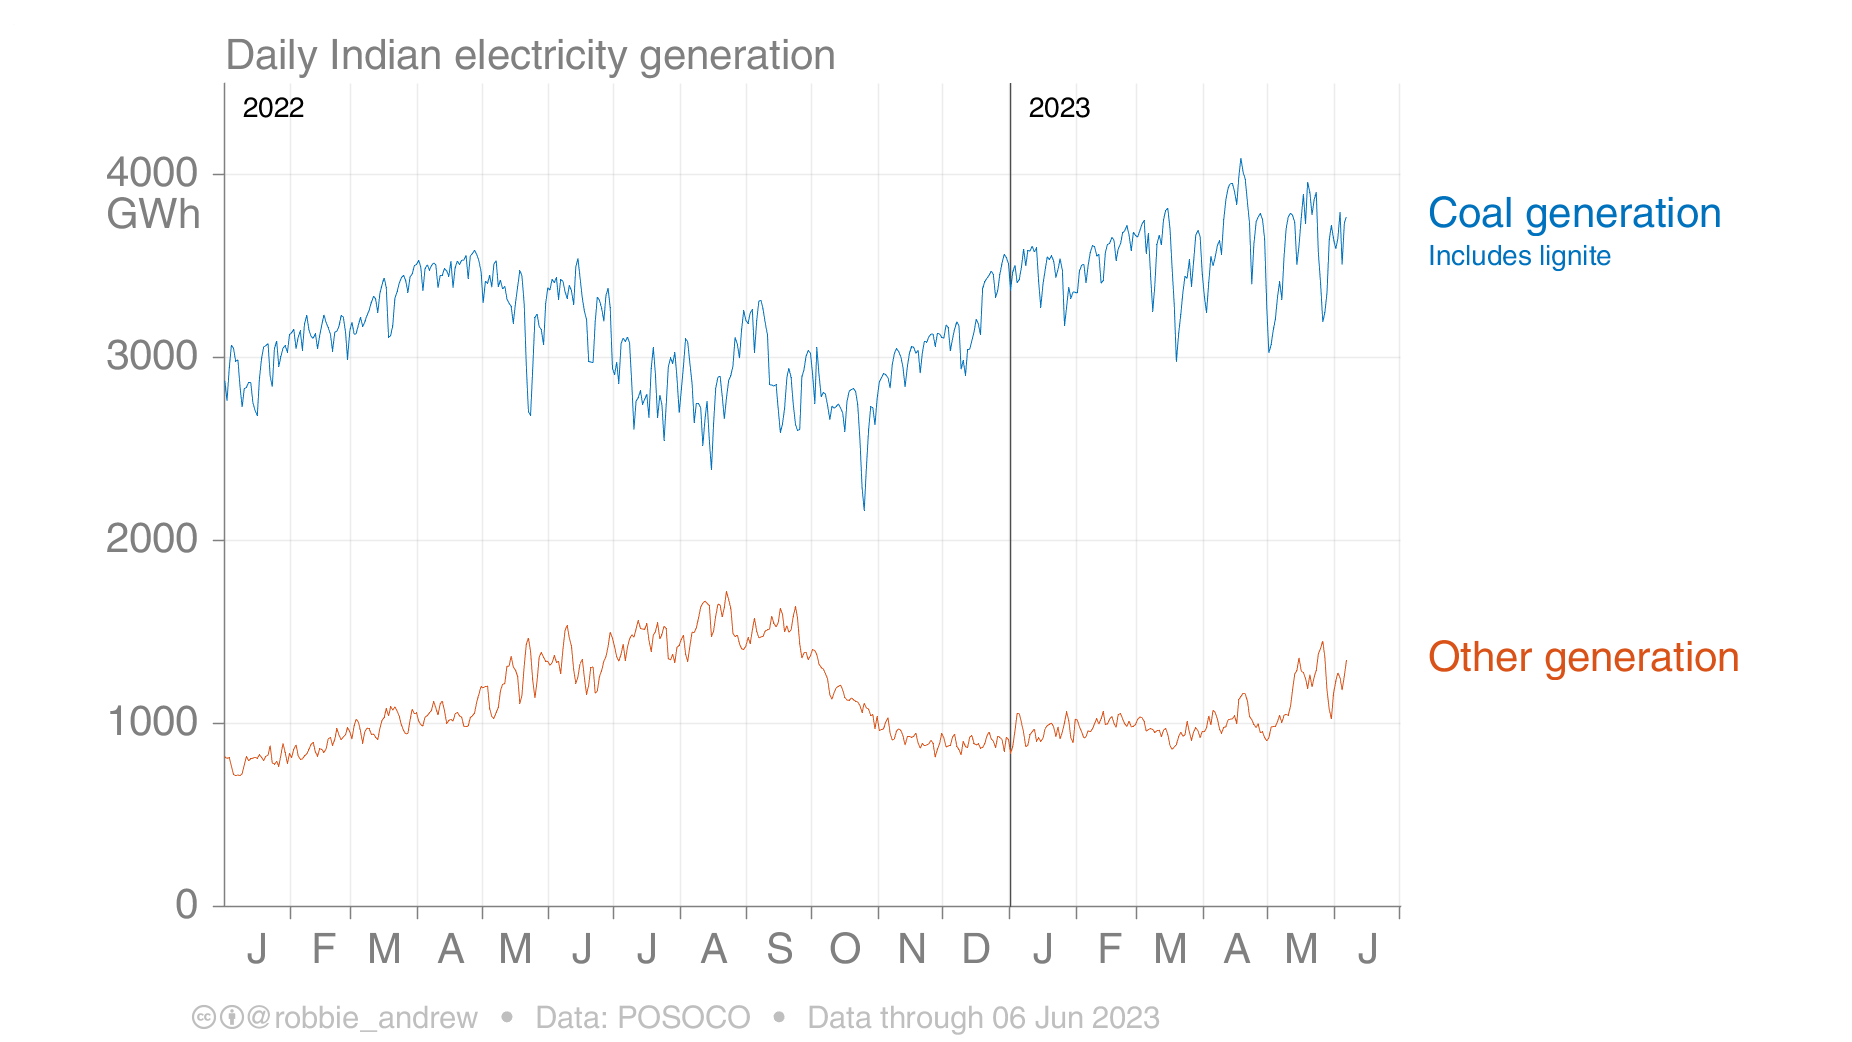 Daily Indian electricity generation
2022
2023
4000
GWh
3000
2000
1000
0
Coal generation
Includes lignite
Other generation
J F M A M J J A S O N D J F M A M J
cc @robbie_andrew • Data: POSOCO • Data through 06 Jun 2023